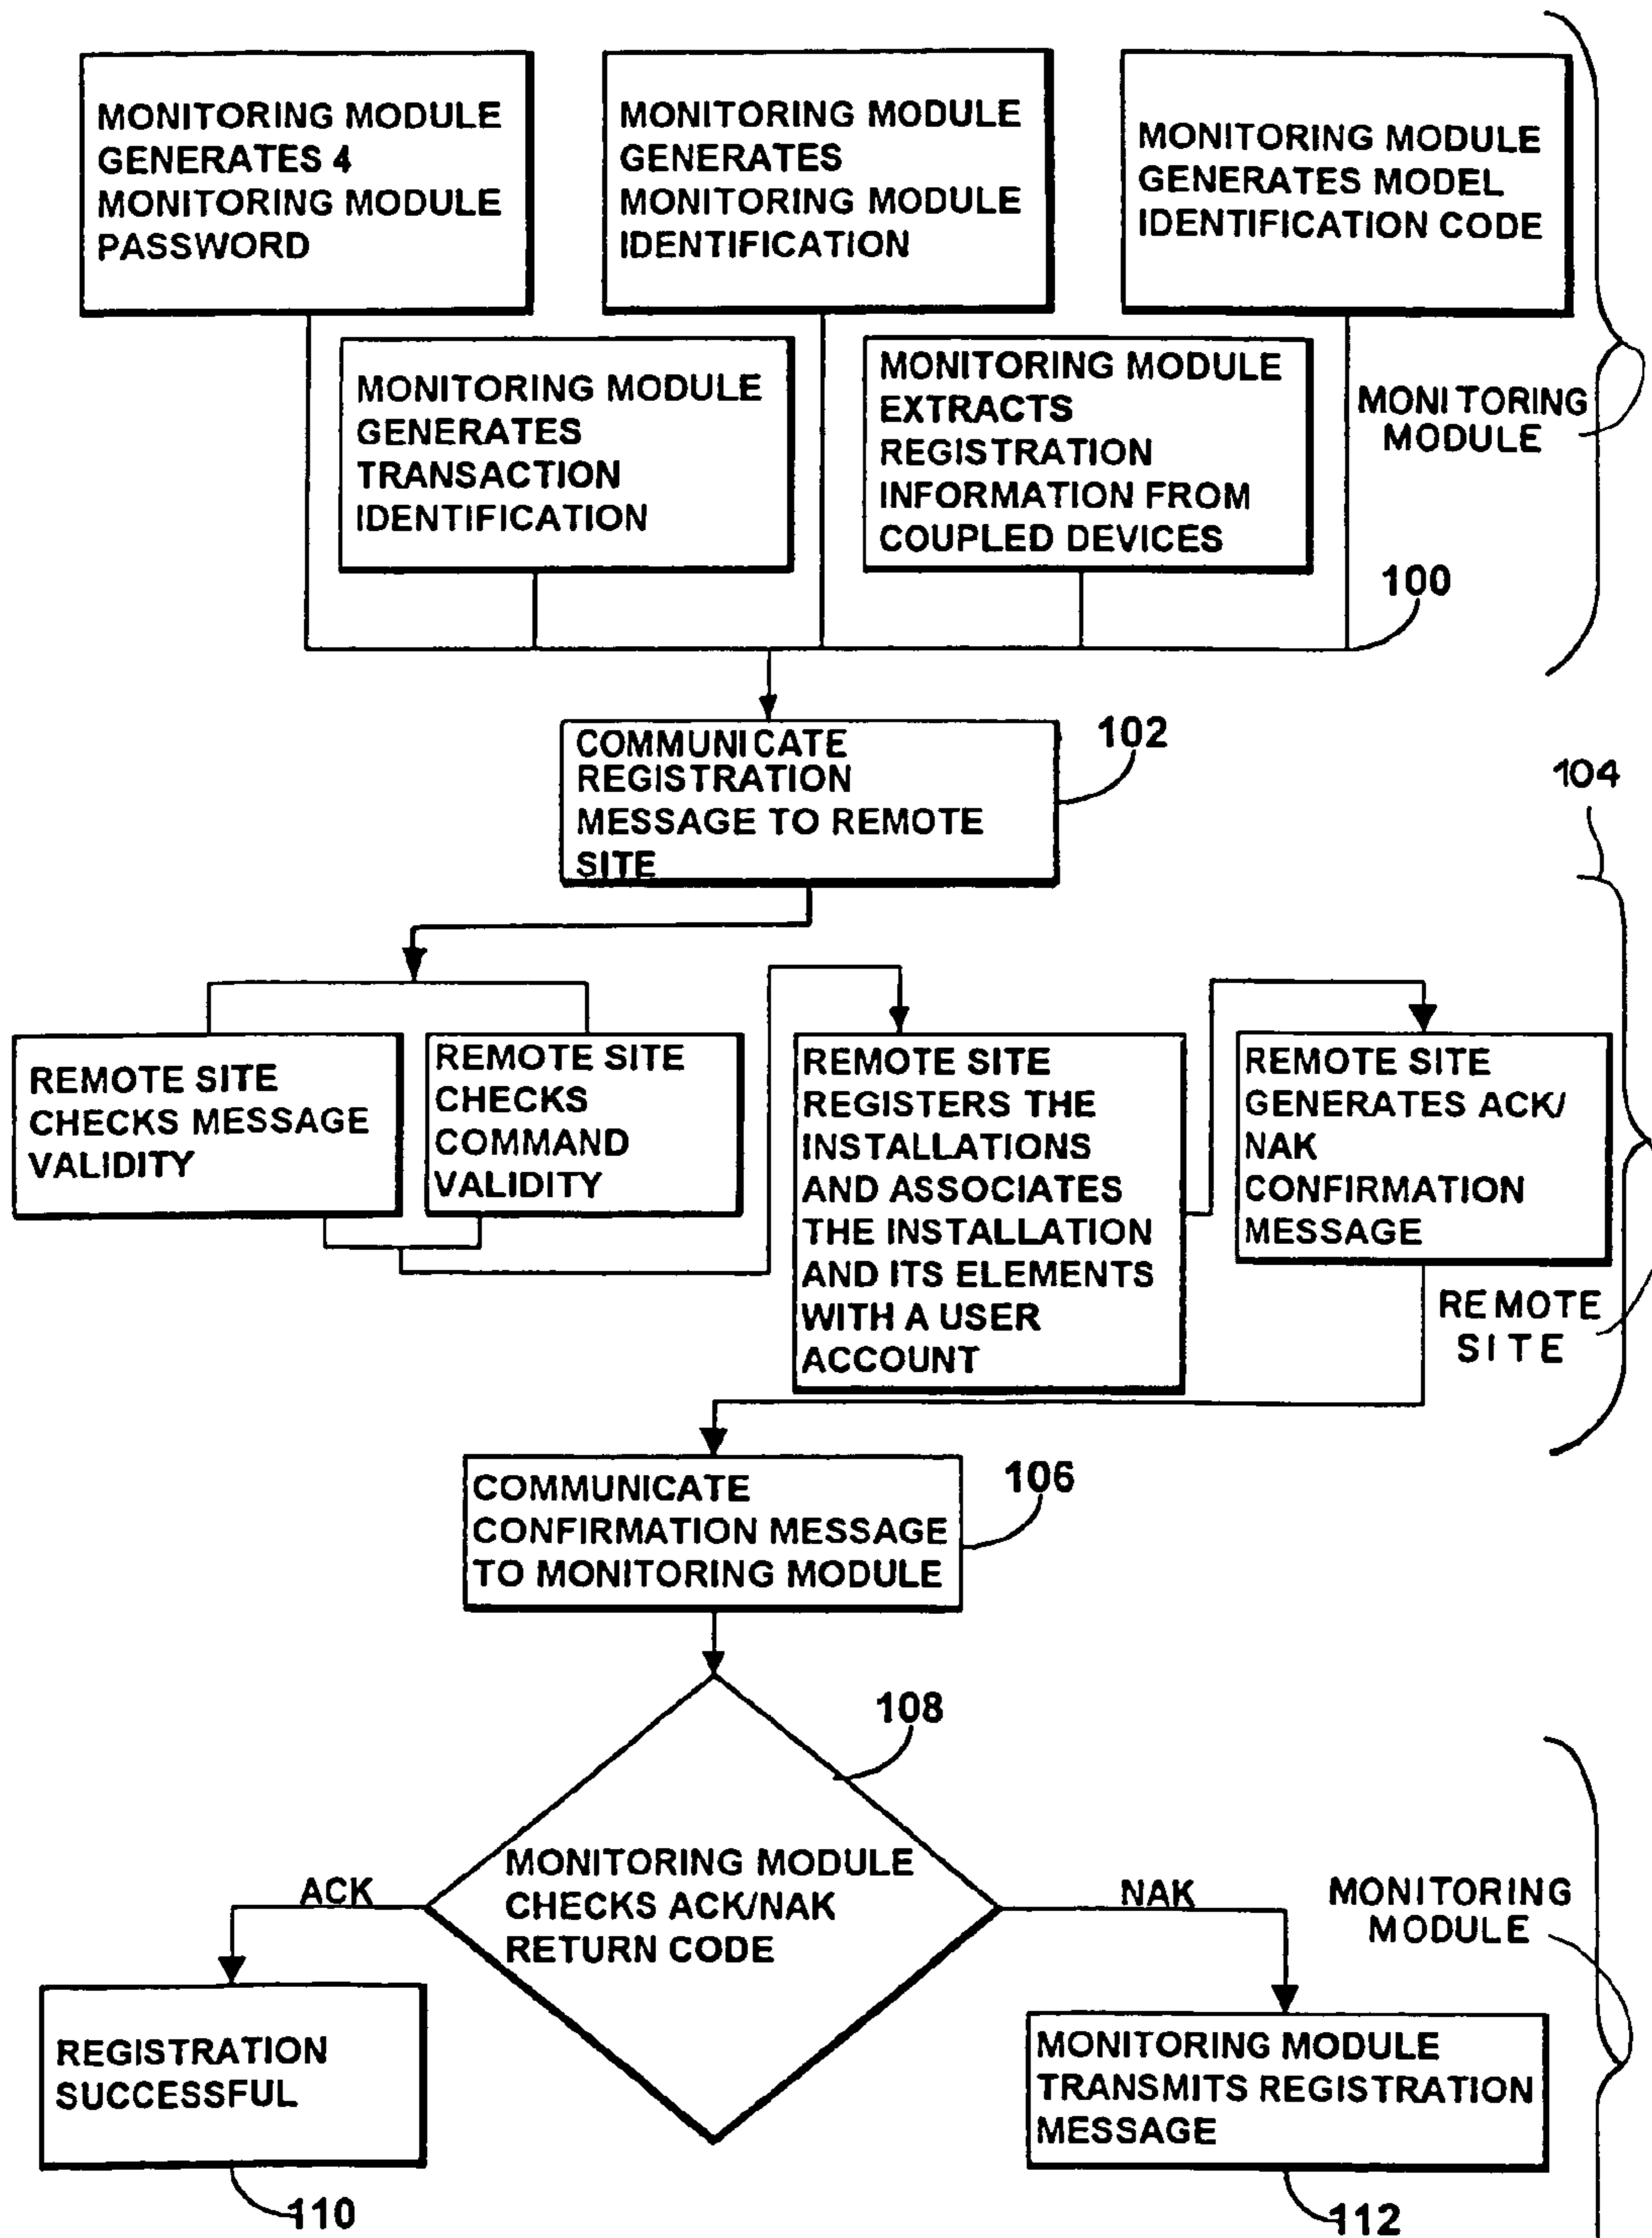 MONITORING MODULE
GENERATES 4
MONITORING MODULE
PASSWORD
MONITORING MODULE
GENERATES
MONITORING MODULE
IDENTIFICATION
MONITORING MODULE
GENERATES MODEL
IDENTIFICATION CODE
MONITORING MODULE
GENERATES
TRANSACTION
IDENTIFICATION
MONITORING MODULE
EXTRACTS
REGISTRATION
INFORMATION FROM
COUPLED DEVICES
MONITORING
MODULE
100
COMMUNICATE
REGISTRATION
MESSAGE TO REMOTE
SITE
102
104
REMOTE SITE
CHECKS MESSAGE
VALIDITY
REMOTE SITE
CHECKS
COMMAND
VALIDITY
REMOTE SITE
REGISTERS THE
INSTALLATIONS
AND ASSOCIATES
THE INSTALLATION
AND ITS ELEMENTS
WITH A USER
ACCOUNT
REMOTE SITE
GENERATES ACK/
NAK
CONFIRMATION
MESSAGE
REMOTE
SITE
COMMUNICATE
CONFIRMATION MESSAGE
TO MONITORING MODULE
106
108
MONITORING MODULE
CHECKS ACK/NAK
RETURN CODE
ACK
NAK
MONITORING
MODULE
REGISTRATION
SUCCESSFUL
MONITORING MODULE
TRANSMITS REGISTRATION
MESSAGE
110
112